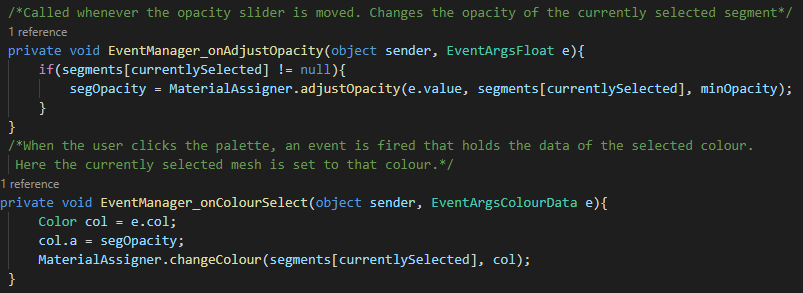 /*Called whenever the opacity slider is moved. Changes the opacity of the currently selected segment*/
1 reference
private void EventManager_onAdjustOpacity(object sender, EventArgsFloat e){
    if(segments[currentlySelected] != null){
        segOpacity = MaterialAssigner.adjustOpacity(e.value, segments[currentlySelected], minOpacity);
    }
}
/*When the user clicks the palette, an event is fired that holds the data of the selected colour.
 Here the currently selected mesh is set to that colour.*/
1 reference
private void EventManager_onColourSelect(object sender, EventArgsColourData e){
    Color col = e.col;
    col.a = segOpacity;
    MaterialAssigner.changeColour(segments[currentlySelected], col);
}